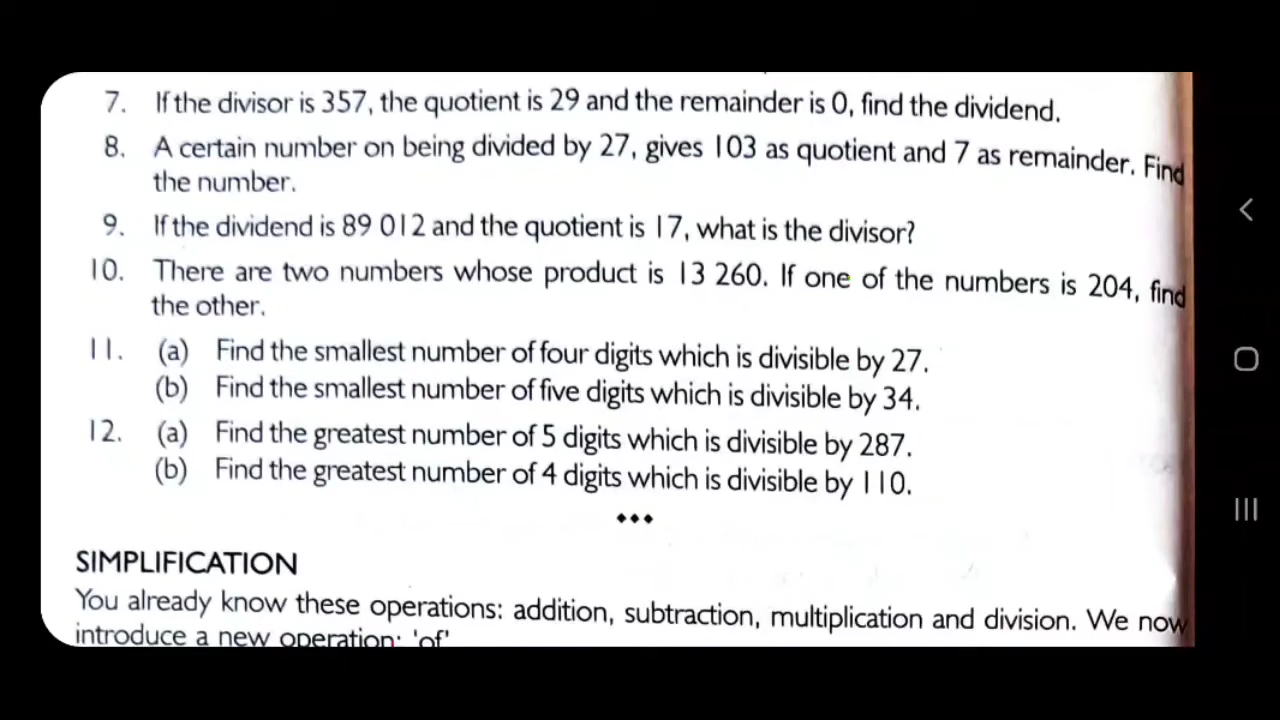 7. If the divisor is 357, the quotient is 29 and the remainder is 0, find the dividend.
8. A certain number on being divided by 27, gives 103 as quotient and 7 as remainder. Find
the number.
9. If the dividend is 89 012 and the quotient is 17, what is the divisor?
10. There are two numbers whose product is 13 260. If one of the numbers is 204, find
the other.
11. (a) Find the smallest number of four digits which is divisible by 27.
(b) Find the smallest number of five digits which is divisible by 34.
12. (a) Find the greatest number of 5 digits which is divisible by 287.
(b) Find the greatest number of 4 digits which is divisible by 110.
SIMPLIFICATION
You already know these operations: addition, subtraction, multiplication and division. We now
introduce a new operation: 'of'